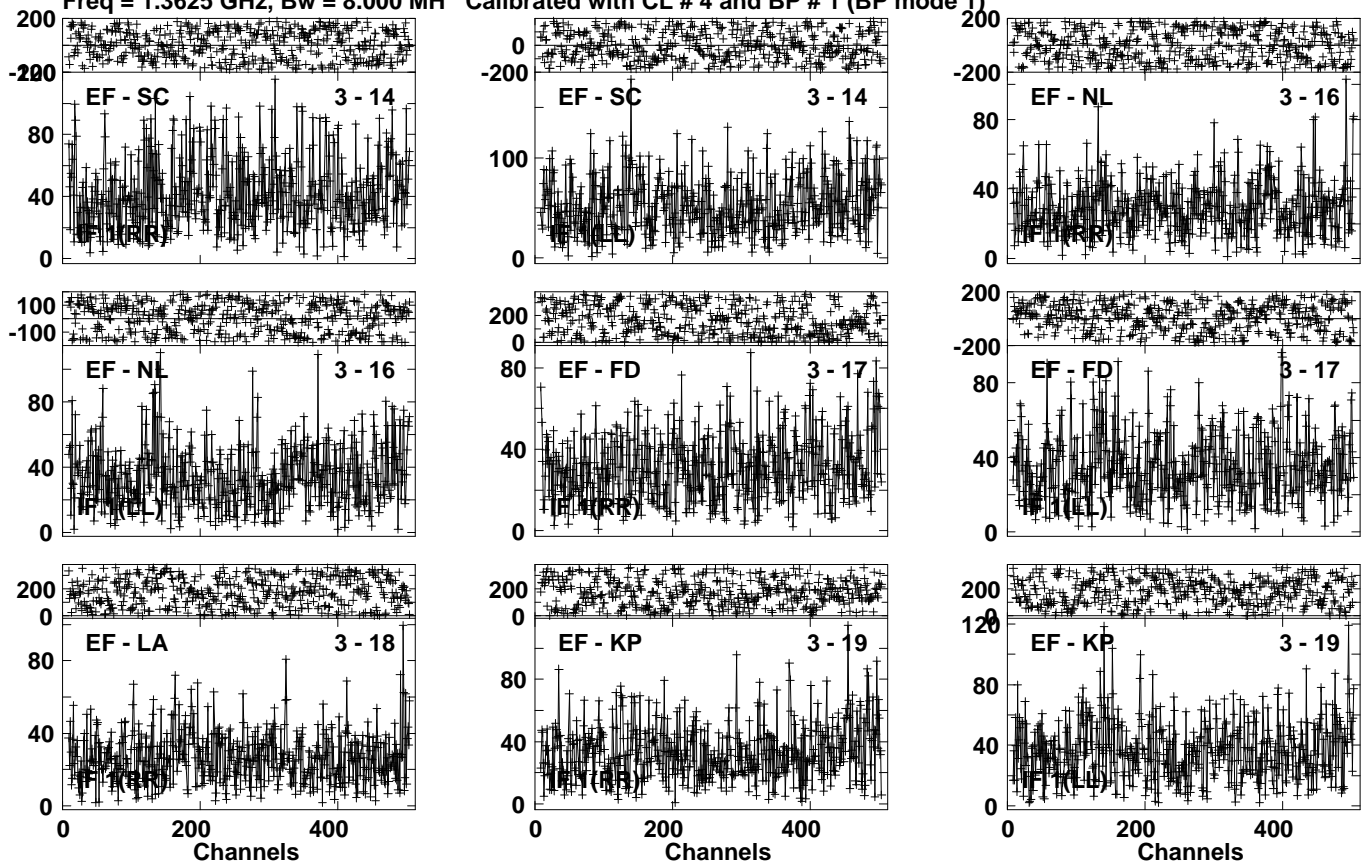 Freq = 1.3625 GHz, Bw = 8.000 MH Calibrated with CL # 4 and BP # 1 (BP mode 1)
200
-200
EF - SC 3 - 14
80
40
0
IF 1(RR)
200
0
-200
EF - SC 3 - 14
100
0
IF 1(LL)
200
-200
EF - NL 3 - 16
80
40
0
IF 1(RR)
100
-100
EF - NL 3 - 16
80
40
0
IF 1(LL)
200
0
EF - FD 3 - 17
80
40
0
IF 1(RR)
200
-200
EF - FD 3 - 17
80
40
0
IF 1(LL)
200
0
EF - LA 3 - 18
80
40
0
IF 1(RR)
0 200 400
Channels
200
0
EF - KP 3 - 19
80
40
0
IF 1(RR)
0 200 400
Channels
200
0
120
EF - KP 3 - 19
80
40
0
IF 1(LL)
0 200 400
Channels